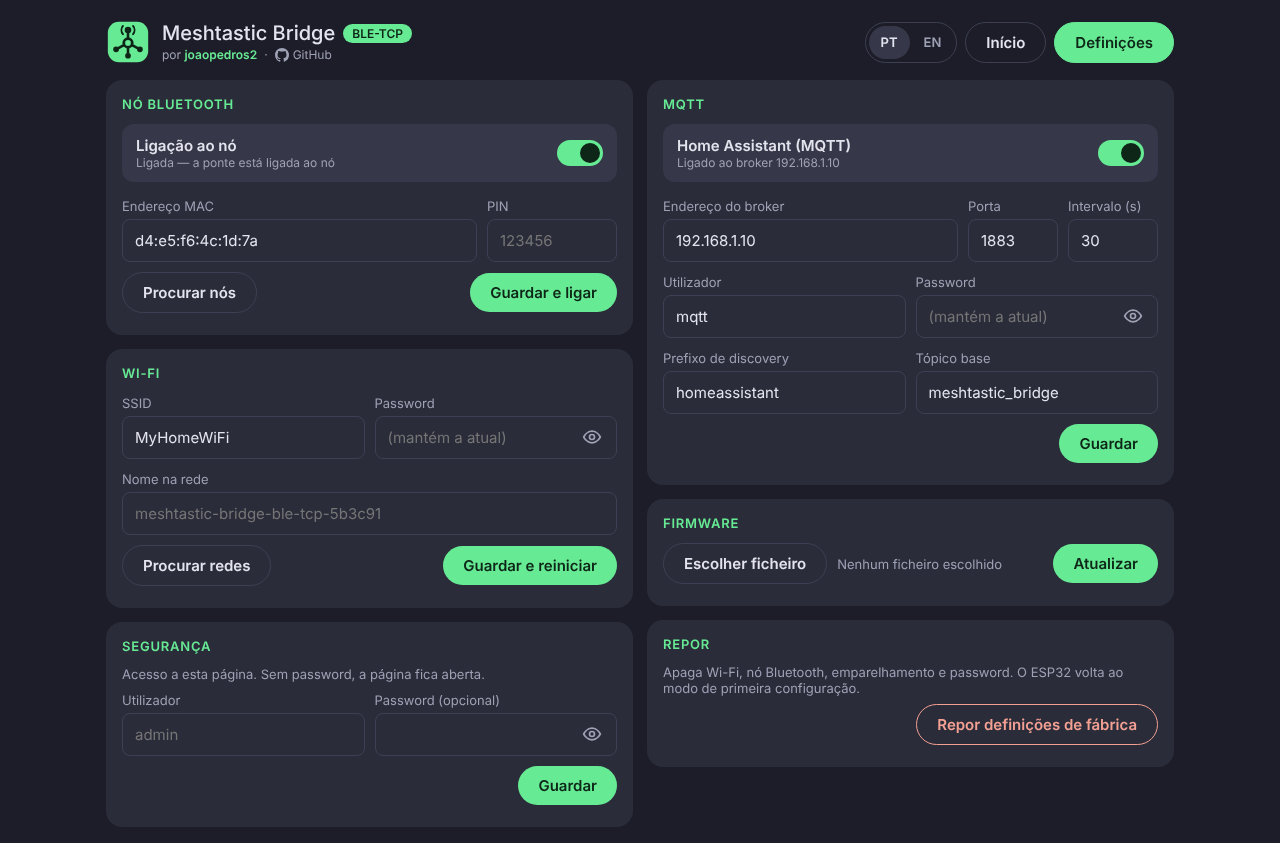 Meshtastic Bridge BLE-TCP
por joaopedros2 · GitHub
PT EN Início Definições
NÓ BLUETOOTH
Ligação ao nó
Ligada — a ponte está ligada ao nó
Endereço MAC PIN
d4:e5:f6:4c:1d:7a 123456
Procurar nós Guardar e ligar
WI-FI
SSID Password
MyHomeWiFi (mantém a atual)
Nome na rede
meshtastic-bridge-ble-tcp-5b3c91
Procurar redes Guardar e reiniciar
SEGURANÇA
Acesso a esta página. Sem password, a página fica aberta.
Utilizador Password (opcional)
admin
Guardar
MQTT
Home Assistant (MQTT)
Ligado ao broker 192.168.1.10
Endereço do broker Porta Intervalo (s)
192.168.1.10 1883 30
Utilizador Password
mqtt (mantém a atual)
Prefixo de discovery Tópico base
homeassistant meshtastic_bridge
Guardar
FIRMWARE
Escolher ficheiro Nenhum ficheiro escolhido Atualizar
REPOR
Apaga Wi-Fi, nó Bluetooth, emparelhamento e password. O ESP32 volta ao
modo de primeira configuração.
Repor definições de fábrica